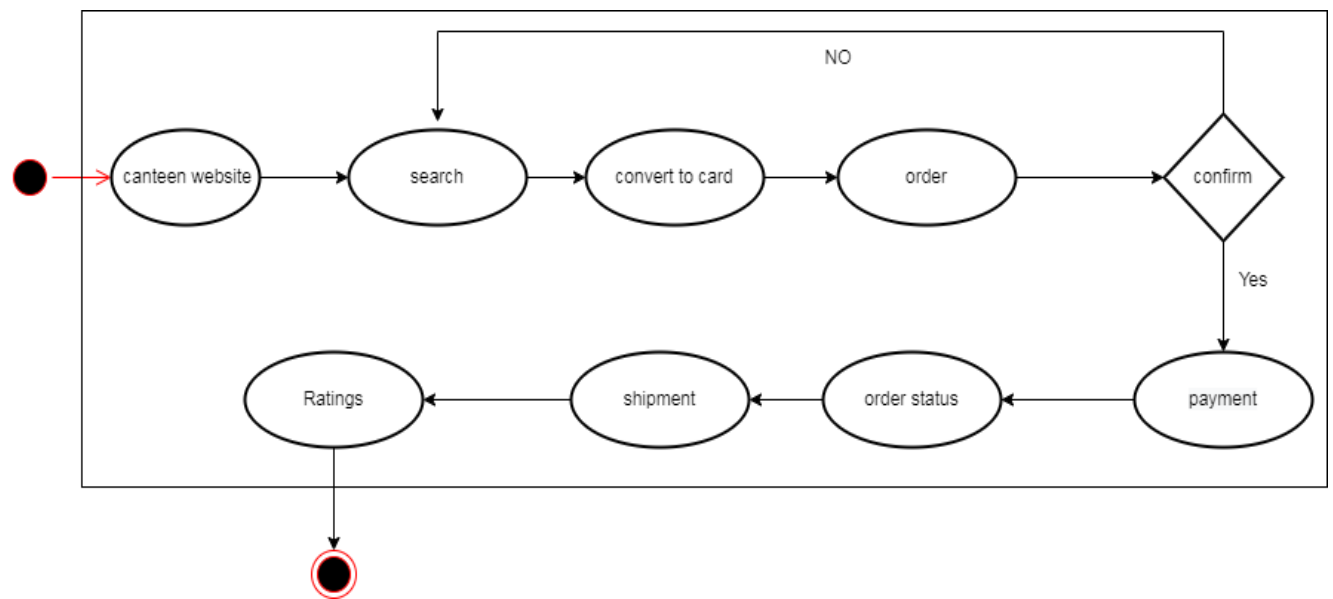 NO
canteen website
search
convert to card
order
confirm
Yes
Ratings
shipment
order status
payment